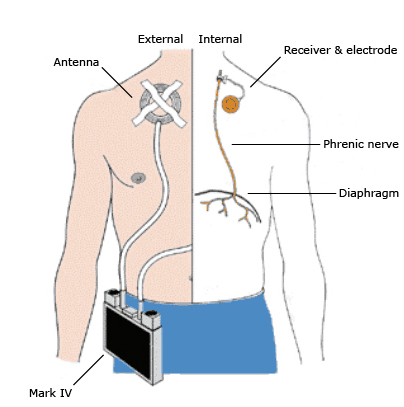 External Internal
Receiver & electrode
Antenna
Phrenic nerve
Diaphragm
Mark IV